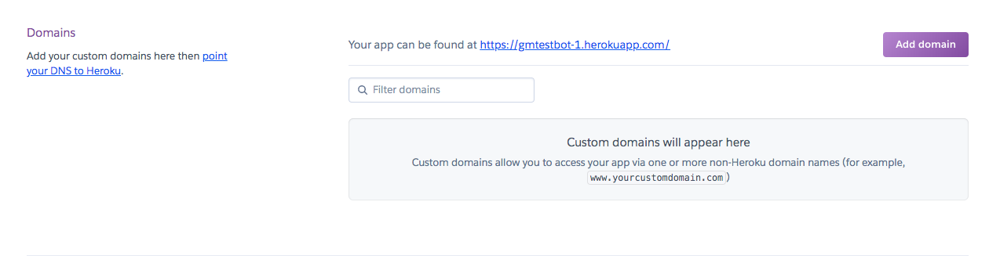 Domains
Add your custom domains here then point
your DNS to Heroku.
Your app can be found at https://gmtestbot-1.herokuapp.com/
Add domain
Filter domains
Custom domains will appear here
Custom domains allow you to access your app via one or more non-Heroku domain names (for example,
www.yourcustomdomain.com)